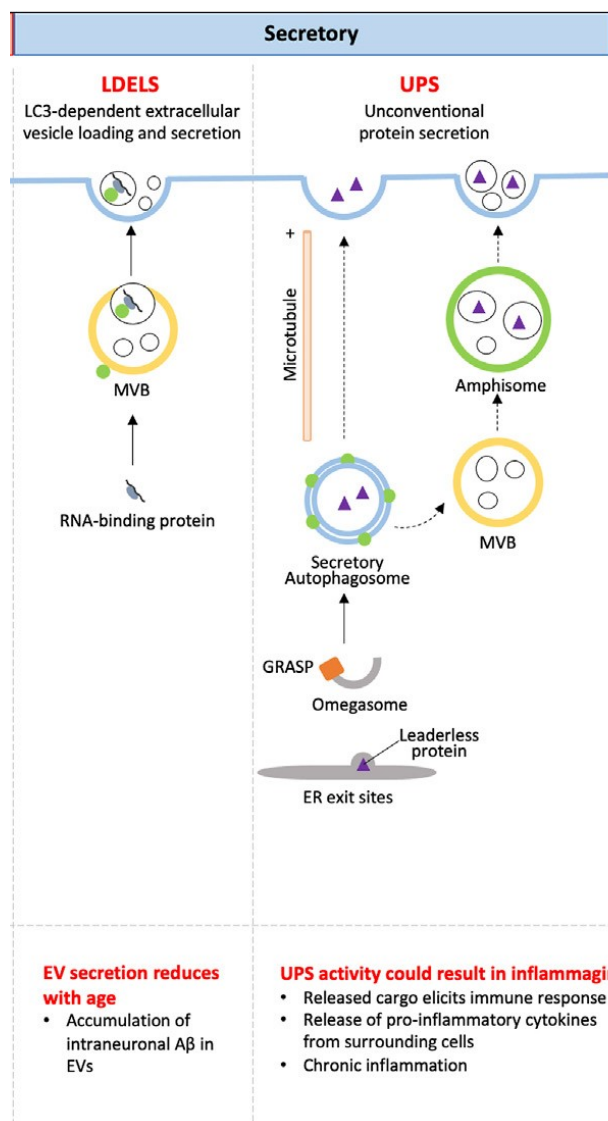 Secretory
LDELS
LC3-dependent extracellular
vesicle loading and secretion
MVB
RNA-binding protein
UPS
Unconventional
protein secretion
+
Microtubule
Amphisome
MVB
Secretory
Autophagosome
GRASP
Omegasome
Leaderless
protein
ER exit sites
EV secretion reduces
with age
• Accumulation of
intraneuronal Aβ in
EVs
UPS activity could result in inflammagin
• Released cargo elicits immune response
• Release of pro-inflammatory cytokines
from surrounding cells
• Chronic inflammation